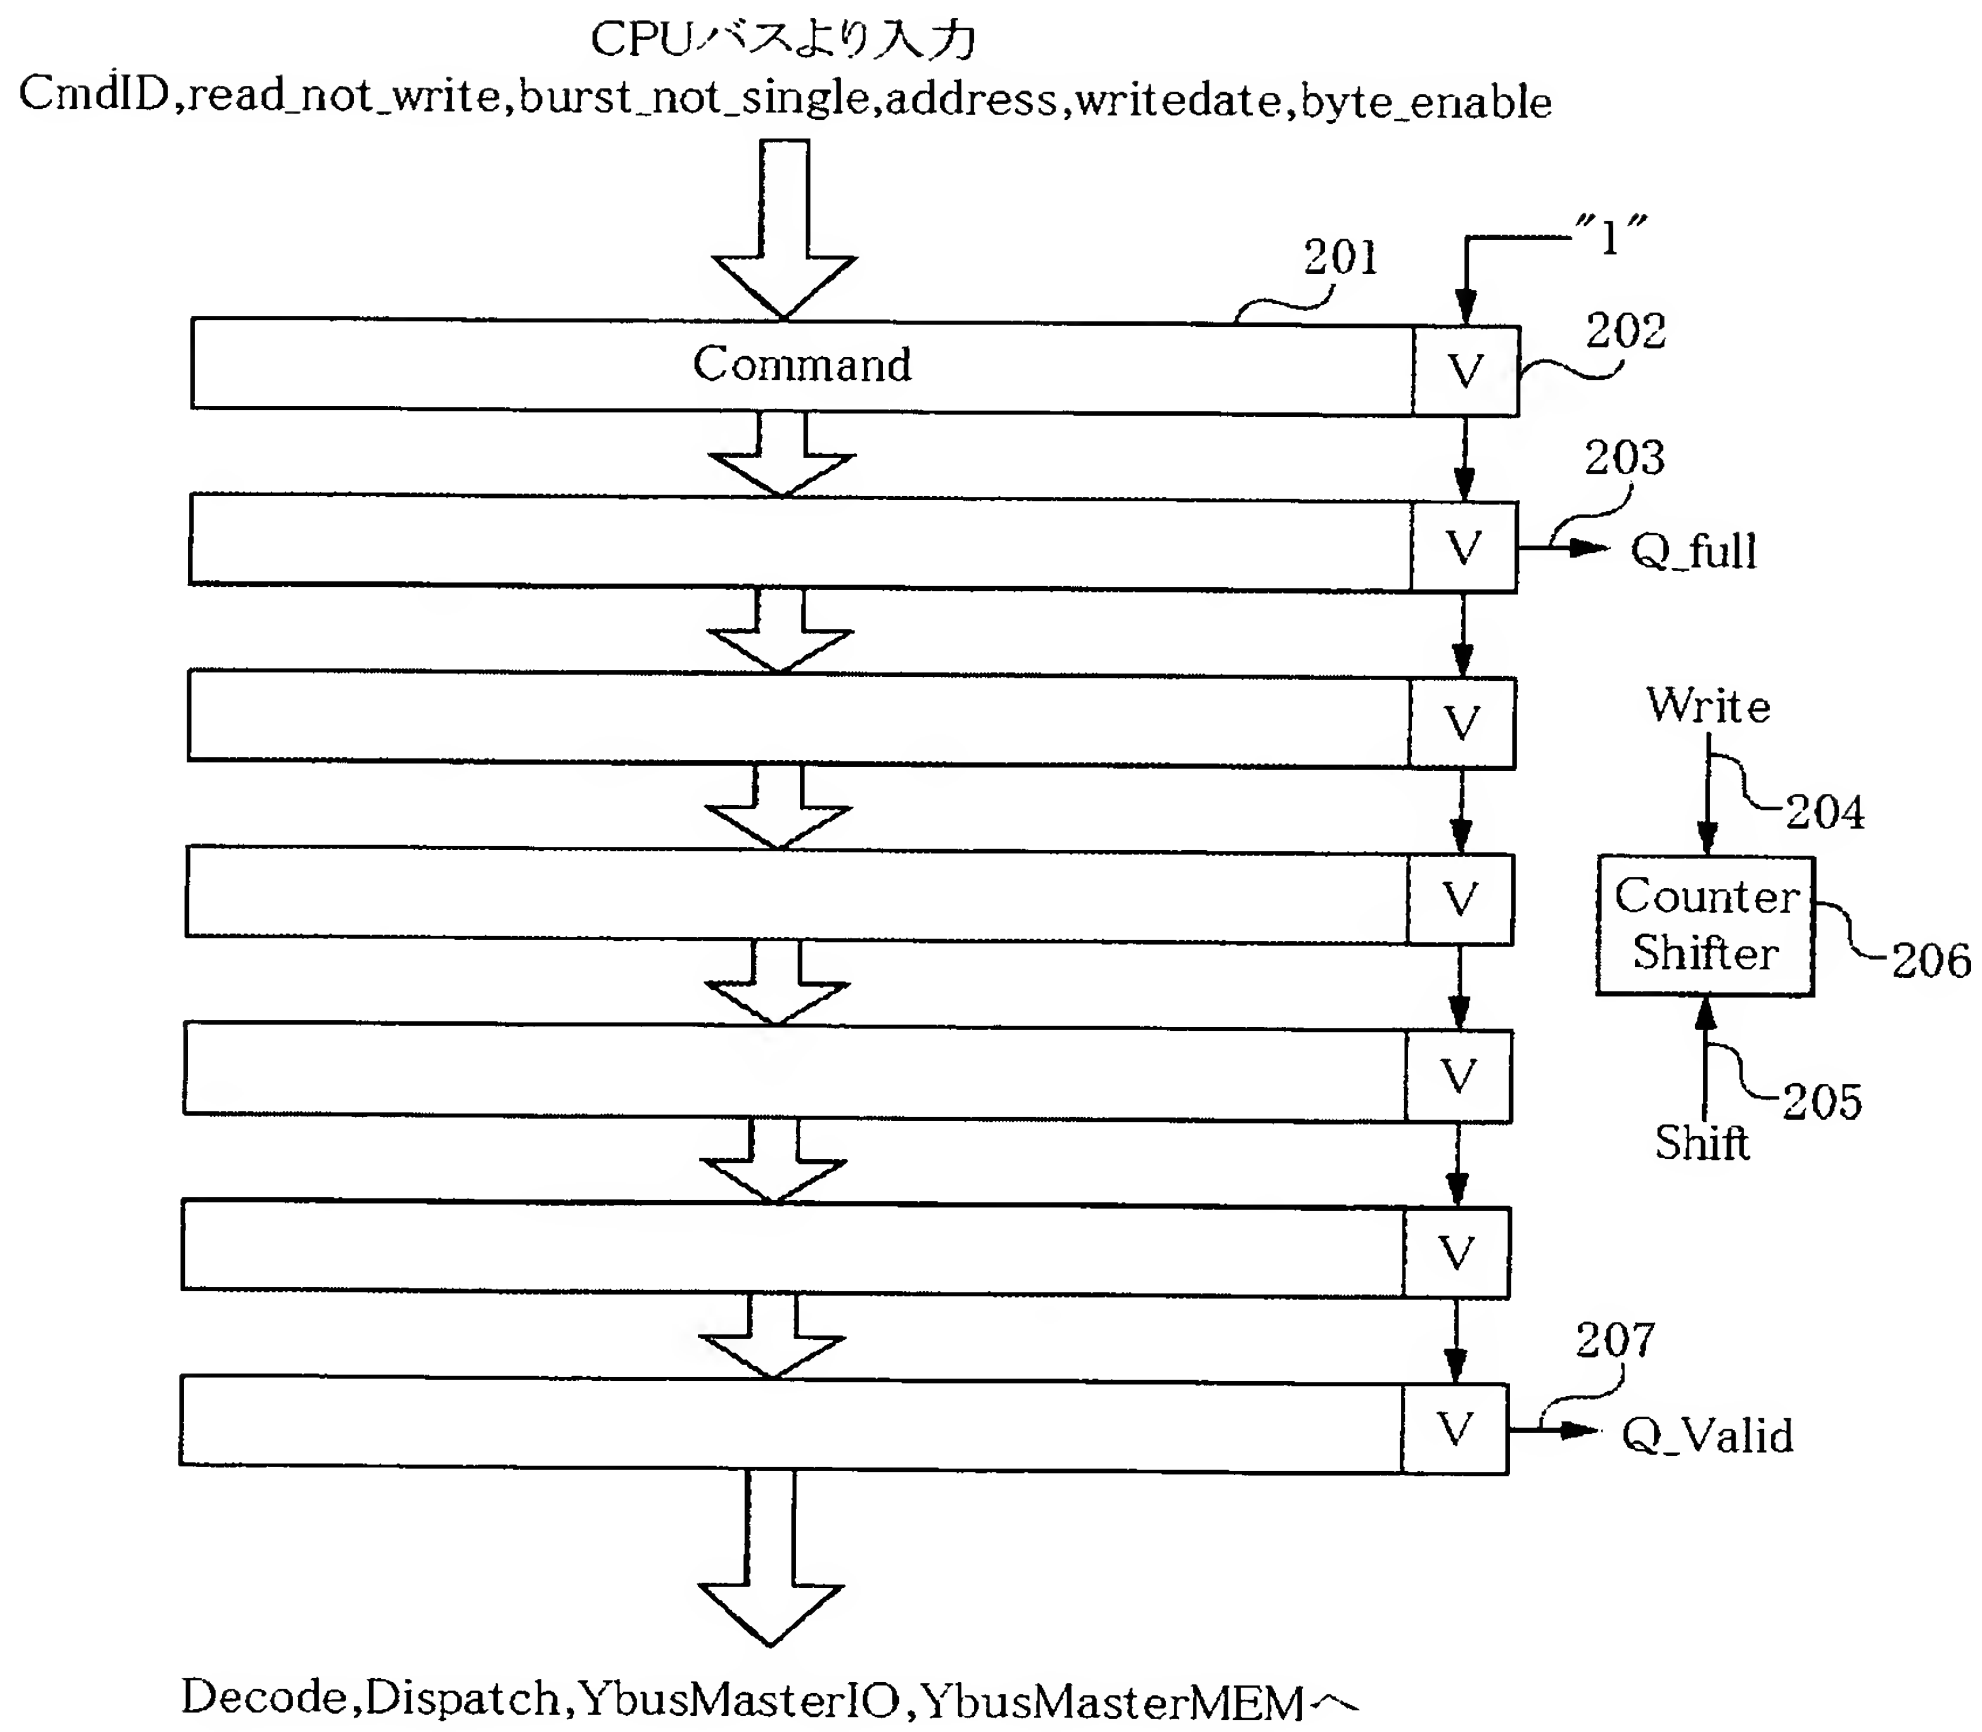 CPUバスより入力
CmdID,read_not_write,burst_not_single,address,writedate,byte_enable
"1"
201
202
Command
V
203
V
Q_full
V
Write
204
V
Counter
Shifter
206
V
205
Shift
V
207
V
Q_Valid
Decode,Dispatch,YbusMasterIO,YbusMasterMEMへ